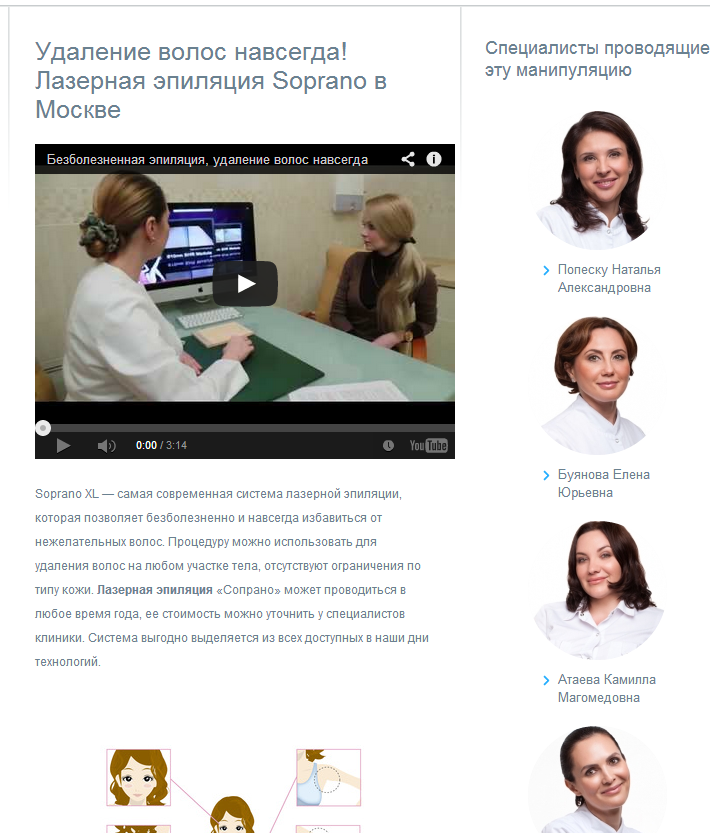 Удаление волос навсегда!
Лазерная эпиляция Soprano в
Москве
Безболезненная эпиляция, удаление волос навсегда
0:00 / 3:14
YouTube
Soprano XL — самая современная система лазерной эпиляции,
которая позволяет безболезненно и навсегда избавиться от
нежелательных волос. Процедуру можно использовать для
удаления волос на любом участке тела, отсутствуют ограничения по
типу кожи. Лазерная эпиляция «Сопрано» может проводиться в
любое время года, ее стоимость можно уточнить у специалистов
клиники. Система выгодно выделяется из всех доступных в наши дни
технологий.
Специалисты проводящие
эту манипуляцию
Попеску Наталья
Александровна
Буянова Елена
Юрьевна
Атаева Камилла
Магомедовна